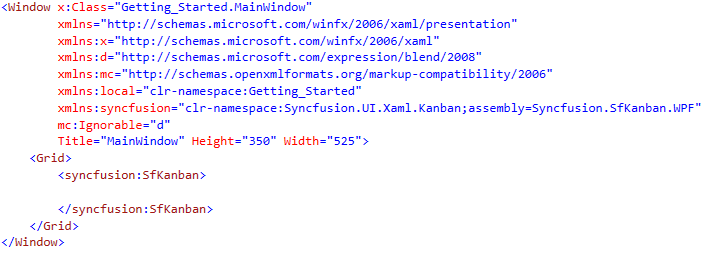 <Window x:Class="Getting_Started.MainWindow"
xmlns="http://schemas.microsoft.com/winfx/2006/xaml/presentation"
xmlns:x="http://schemas.microsoft.com/winfx/2006/xaml"
xmlns:d="http://schemas.microsoft.com/expression/blend/2008"
xmlns:mc="http://schemas.openxmlformats.org/markup-compatibility/2006"
xmlns:local="clr-namespace:Getting_Started"
xmlns:syncfusion="clr-namespace:Syncfusion.UI.Xaml.Kanban;assembly=Syncfusion.SfKanban.WPF"
mc:Ignorable="d"
Title="MainWindow" Height="350" Width="525">
<Grid>
<syncfusion:SfKanban>
</syncfusion:SfKanban>
</Grid>
</Window>